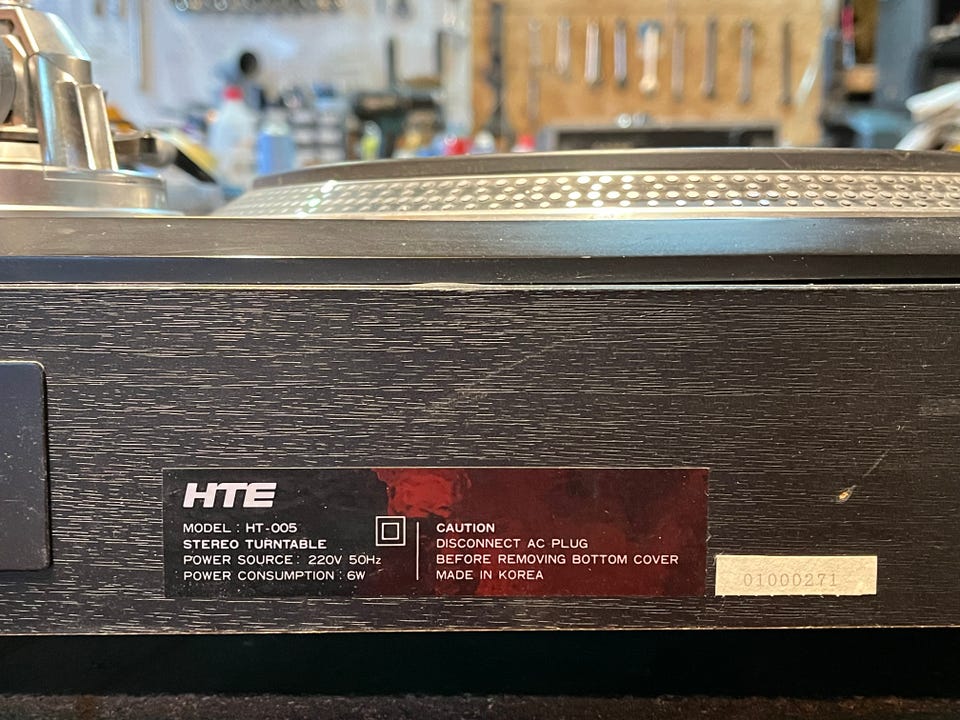 HTE
MODEL : HT-005
STEREO TURNTABLE
POWER SOURCE : 220V 50Hz
POWER CONSUMPTION : 6W
CAUTION
DISCONNECT AC PLUG
BEFORE REMOVING BOTTOM COVER
MADE IN KOREA
01000271